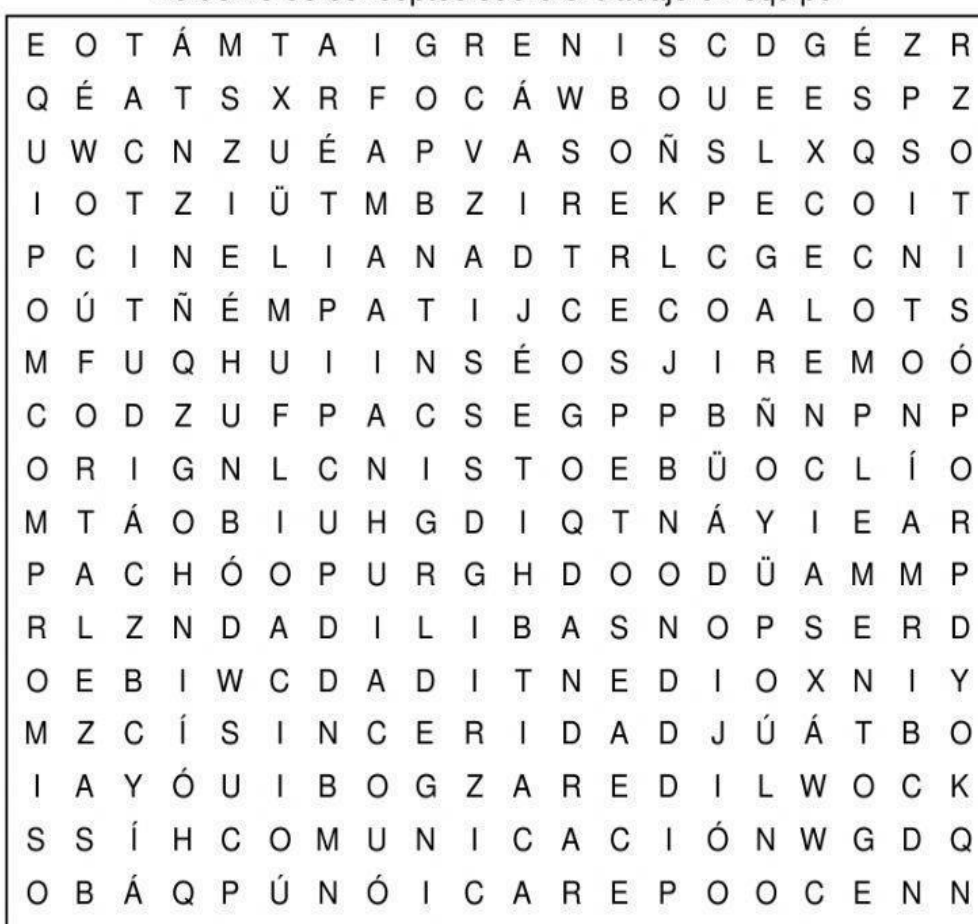 E O T Á M T A I G R E N I S C D G É Z R
Q É A T S X R F O C Á W B O U E E S P Z
U W C N Z U É A P V A S O Ñ S L X Q S O
I O T Z I Ü T M B Z I R E K P E C O I T
P C I N E L I A N A D T R L C G E C N I
O Ú T Ñ É M P A T I J C E C O A L O T S
M F U Q H U I I N S É O S J I R E M O Ó
C O D Z U F P A C S E G P P B Ñ N P N P
O R I G N L C N I S T O E B Ü O C L Í O
M T Á O B I U H G D I Q T N Á Y I E A R
P A C H Ó O P U R G H D O O D Ü A M M P
R L Z N D A D I L I B A S N O P S E R D
O E B I W C D A D I T N E D I O X N I Y
M Z C Í S I N C E R I D A D J Ú Á T B O
I A Y Ó U I B O G Z A R E D I L W O C K
S S Í H C O M U N I C A C I Ó N W G D Q
O B Á Q P Ú N Ó I C A R E P O O C E N N